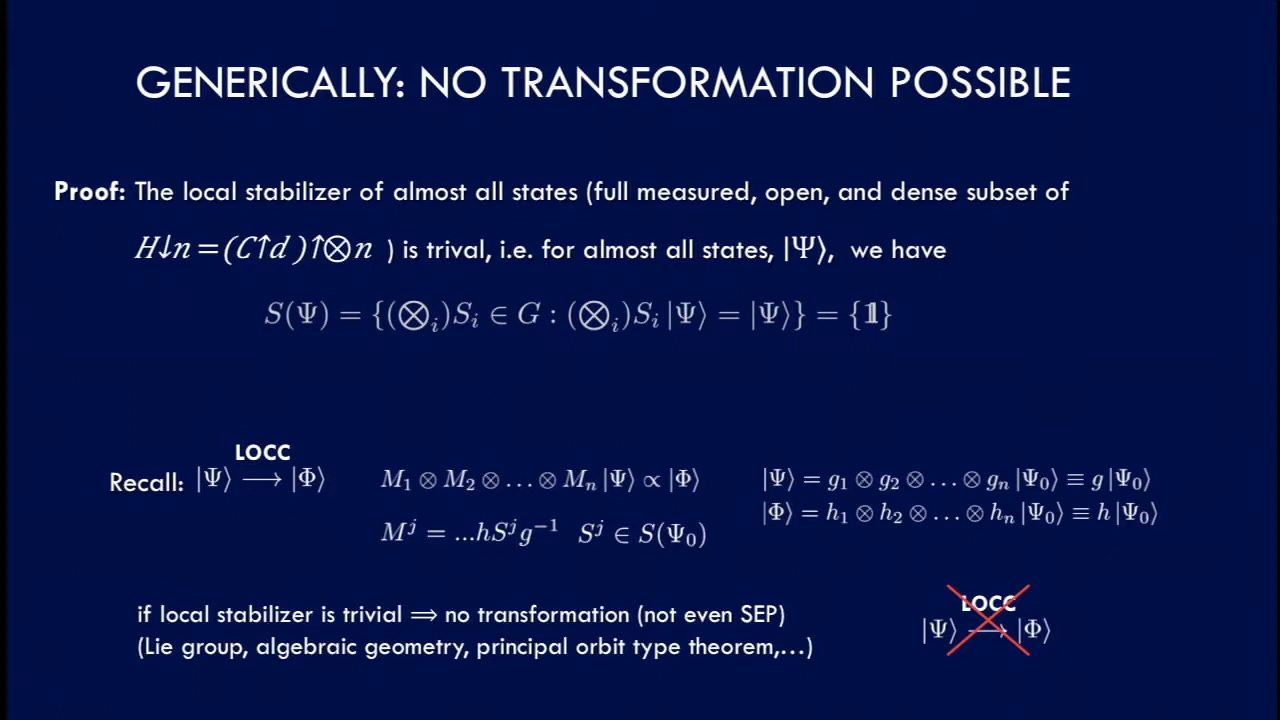 GENERICALLY: NO TRANSFORMATION POSSIBLE
Proof: The local stabilizer of almost all states (full measured, open, and dense subset of
H↓n =(C↑d )↑⊗n ) is trival, i.e. for almost all states, |Ψ⟩, we have
S(Ψ) = {(⊗ᵢ)Sᵢ ∈ G : (⊗ᵢ)Sᵢ |Ψ⟩ = |Ψ⟩} = {𝟙}
LOCC
Recall: |Ψ⟩ ⟶ |Φ⟩ M₁ ⊗ M₂ ⊗ … ⊗ Mₙ |Ψ⟩ ∝ |Φ⟩ |Ψ⟩ = g₁ ⊗ g₂ ⊗ … ⊗ gₙ |Ψ₀⟩ ≡ g |Ψ₀⟩
|Φ⟩ = h₁ ⊗ h₂ ⊗ … ⊗ hₙ |Ψ₀⟩ ≡ h |Ψ₀⟩
Mʲ = ...hSʲg⁻¹ Sʲ ∈ S(Ψ₀)
if local stabilizer is trivial ⟹ no transformation (not even SEP)
(Lie group, algebraic geometry, principal orbit type theorem,…)
LOCC
|Ψ⟩ ⟶ |Φ⟩